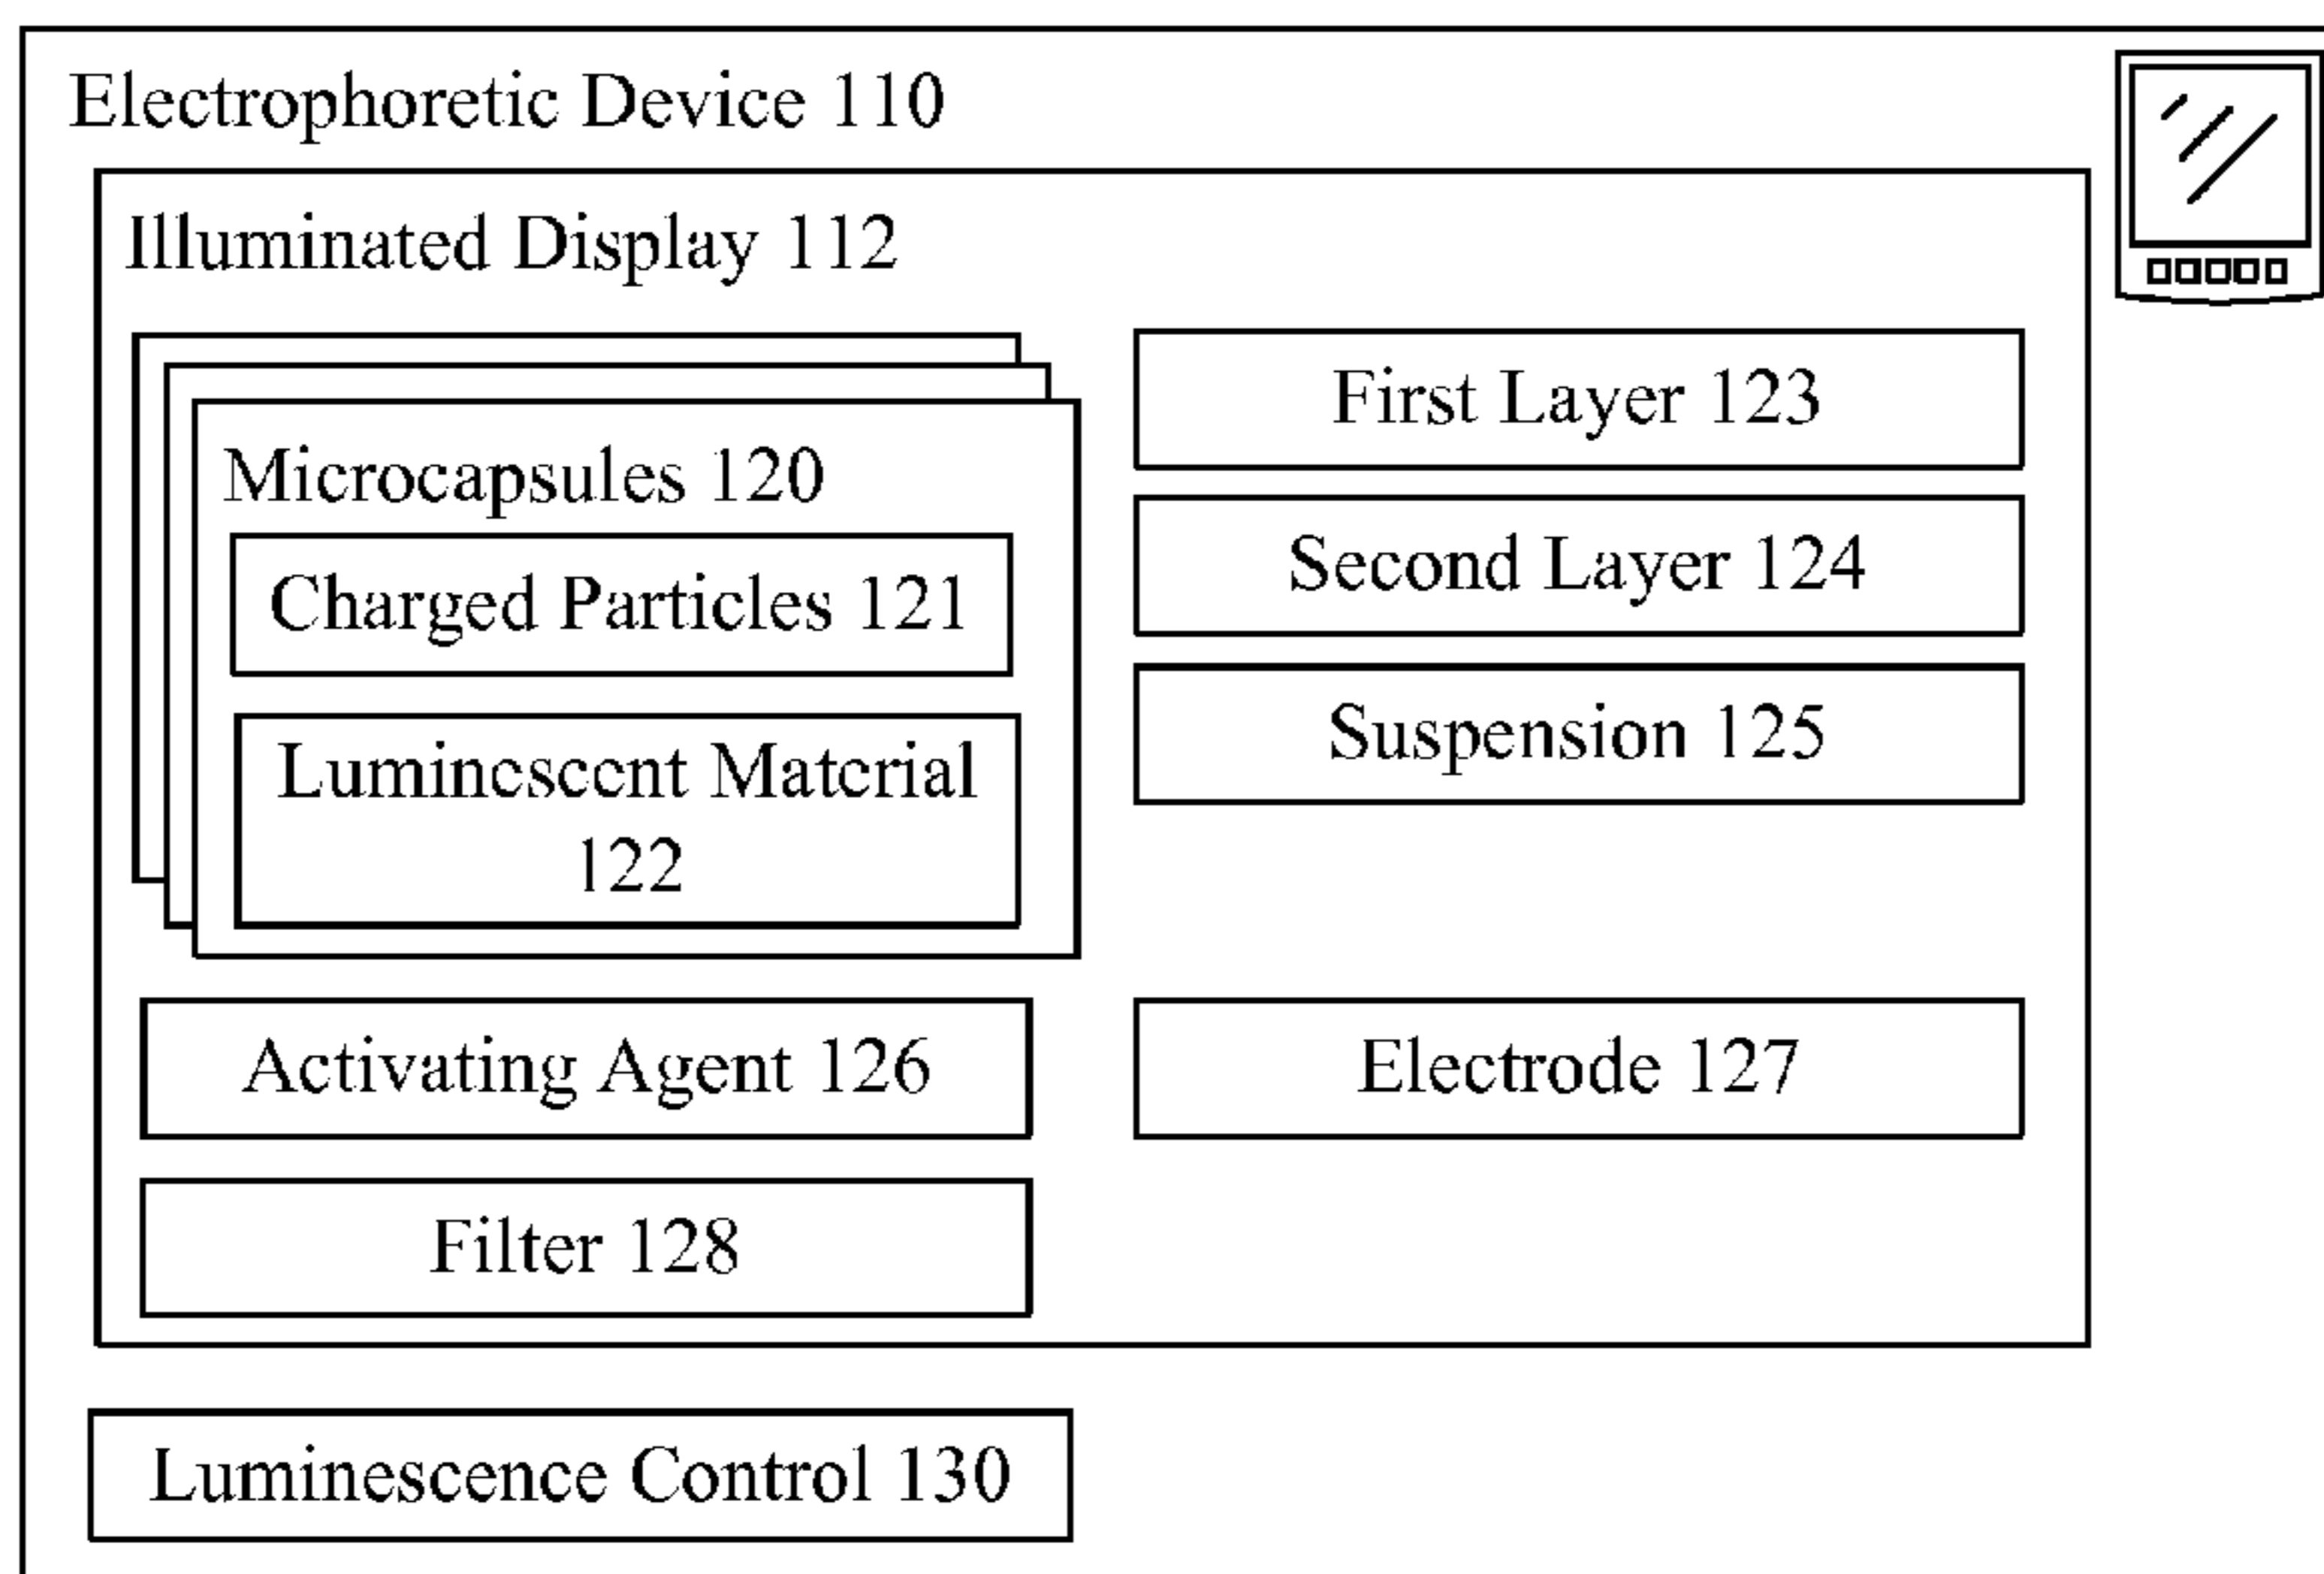 Electrophoretic Device 110
Illuminated Display 112
Microcapsules 120
Charged Particles 121
Luminescent Material
122
First Layer 123
Second Layer 124
Suspension 125
Activating Agent 126
Electrode 127
Filter 128
Luminescence Control 130